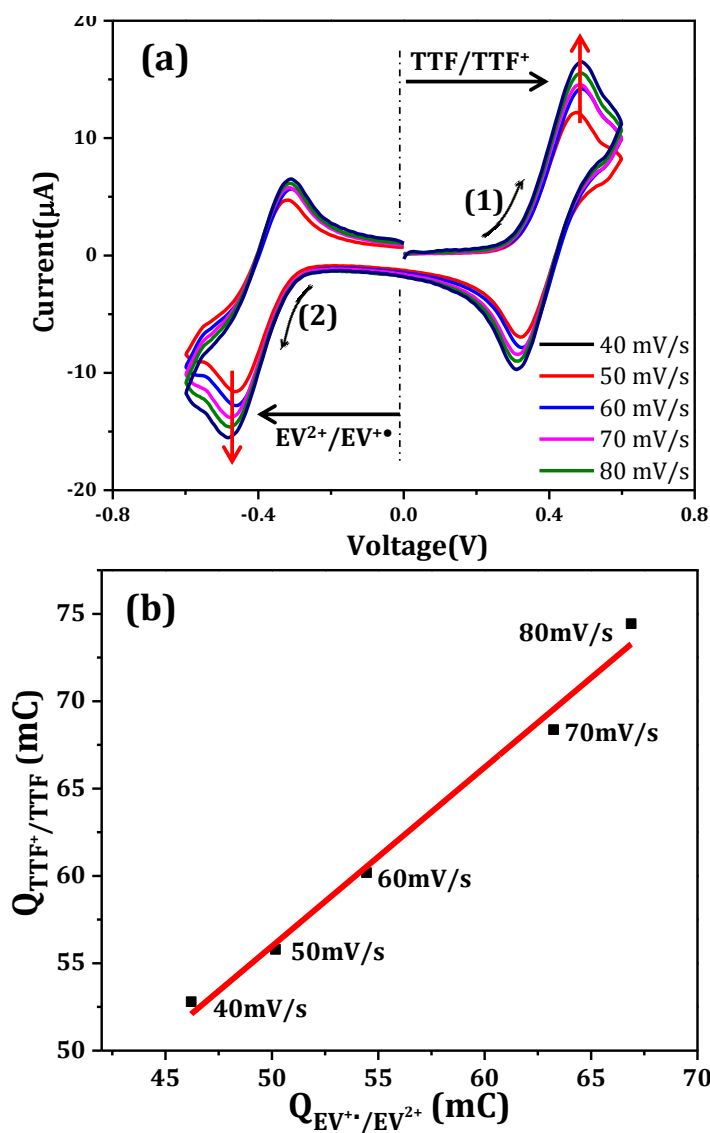 20
(a)
TTF/TTF⁺
10
(1)
Current(μA)
0
(2)
40 mV/s
50 mV/s
-10
60 mV/s
70 mV/s
EV²⁺/EV⁺•
80 mV/s
-20
-0.8 -0.4 0.0 0.4 0.8
Voltage(V)
(b)
75
80mV/s
70
70mV/s
Q_TTF⁺/TTF (mC)
65
60
60mV/s
55
50mV/s
40mV/s
50
45 50 55 60 65 70
Q_EV⁺·/EV²⁺ (mC)